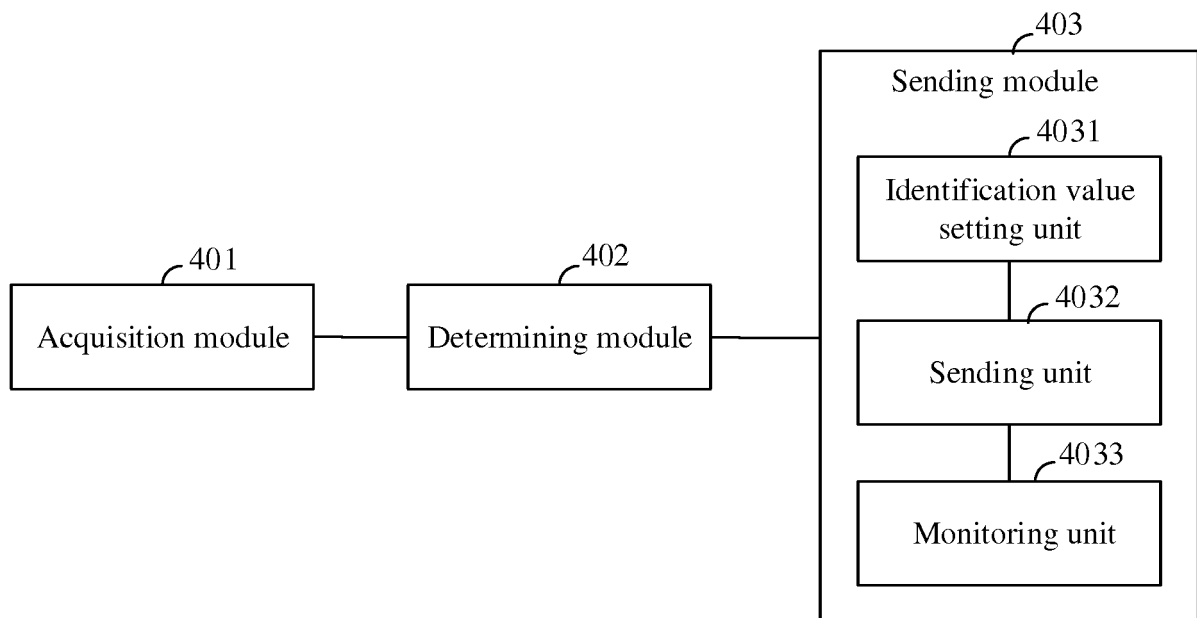 403
Sending module
4031
Identification value
setting unit
401
Acquisition module
402
Determining module
4032
Sending unit
4033
Monitoring unit